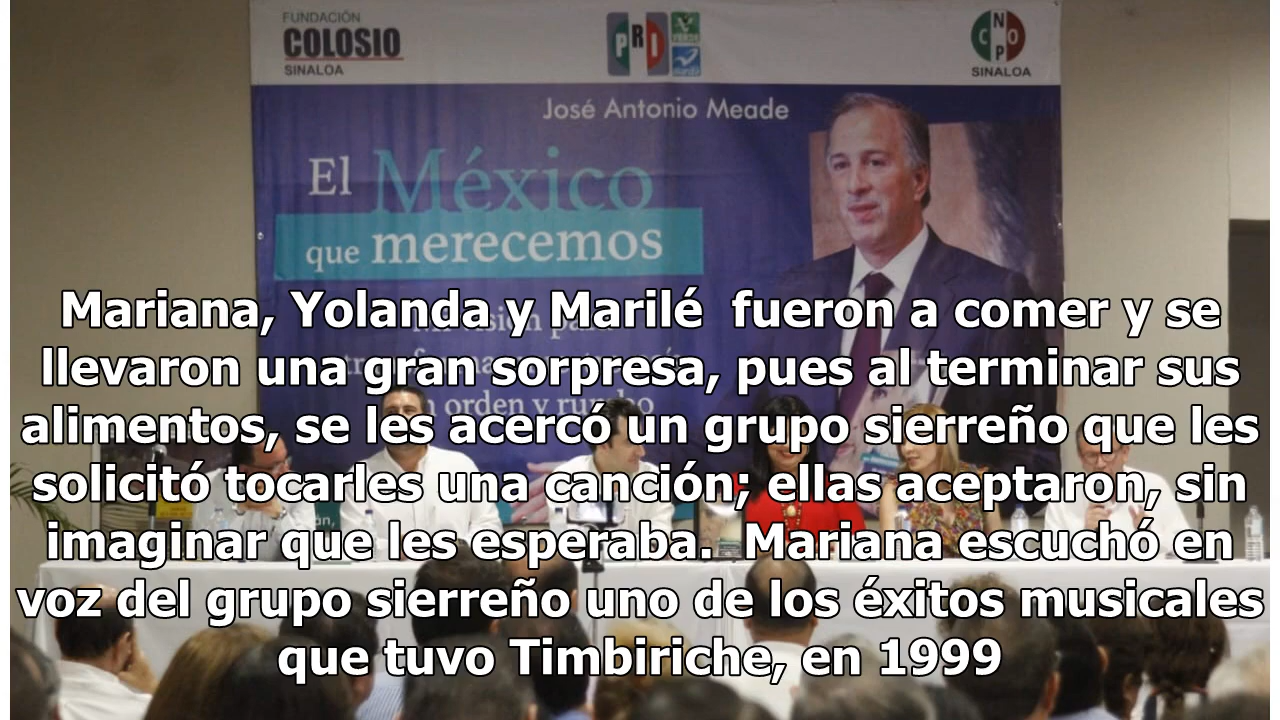 FUNDACIÓN
COLOSIO
SINALOA
PRI
VERDE
CNOP
SINALOA
José Antonio Meade
El México
que merecemos
Mariana, Yolanda y Marilé fueron a comer y se
llevaron una gran sorpresa, pues al terminar sus
alimentos, se les acercó un grupo sierreño que les
solicitó tocarles una canción; ellas aceptaron, sin
imaginar que les esperaba. Mariana escuchó en
voz del grupo sierreño uno de los éxitos musicales
que tuvo Timbiriche, en 1999
orden y rumbo